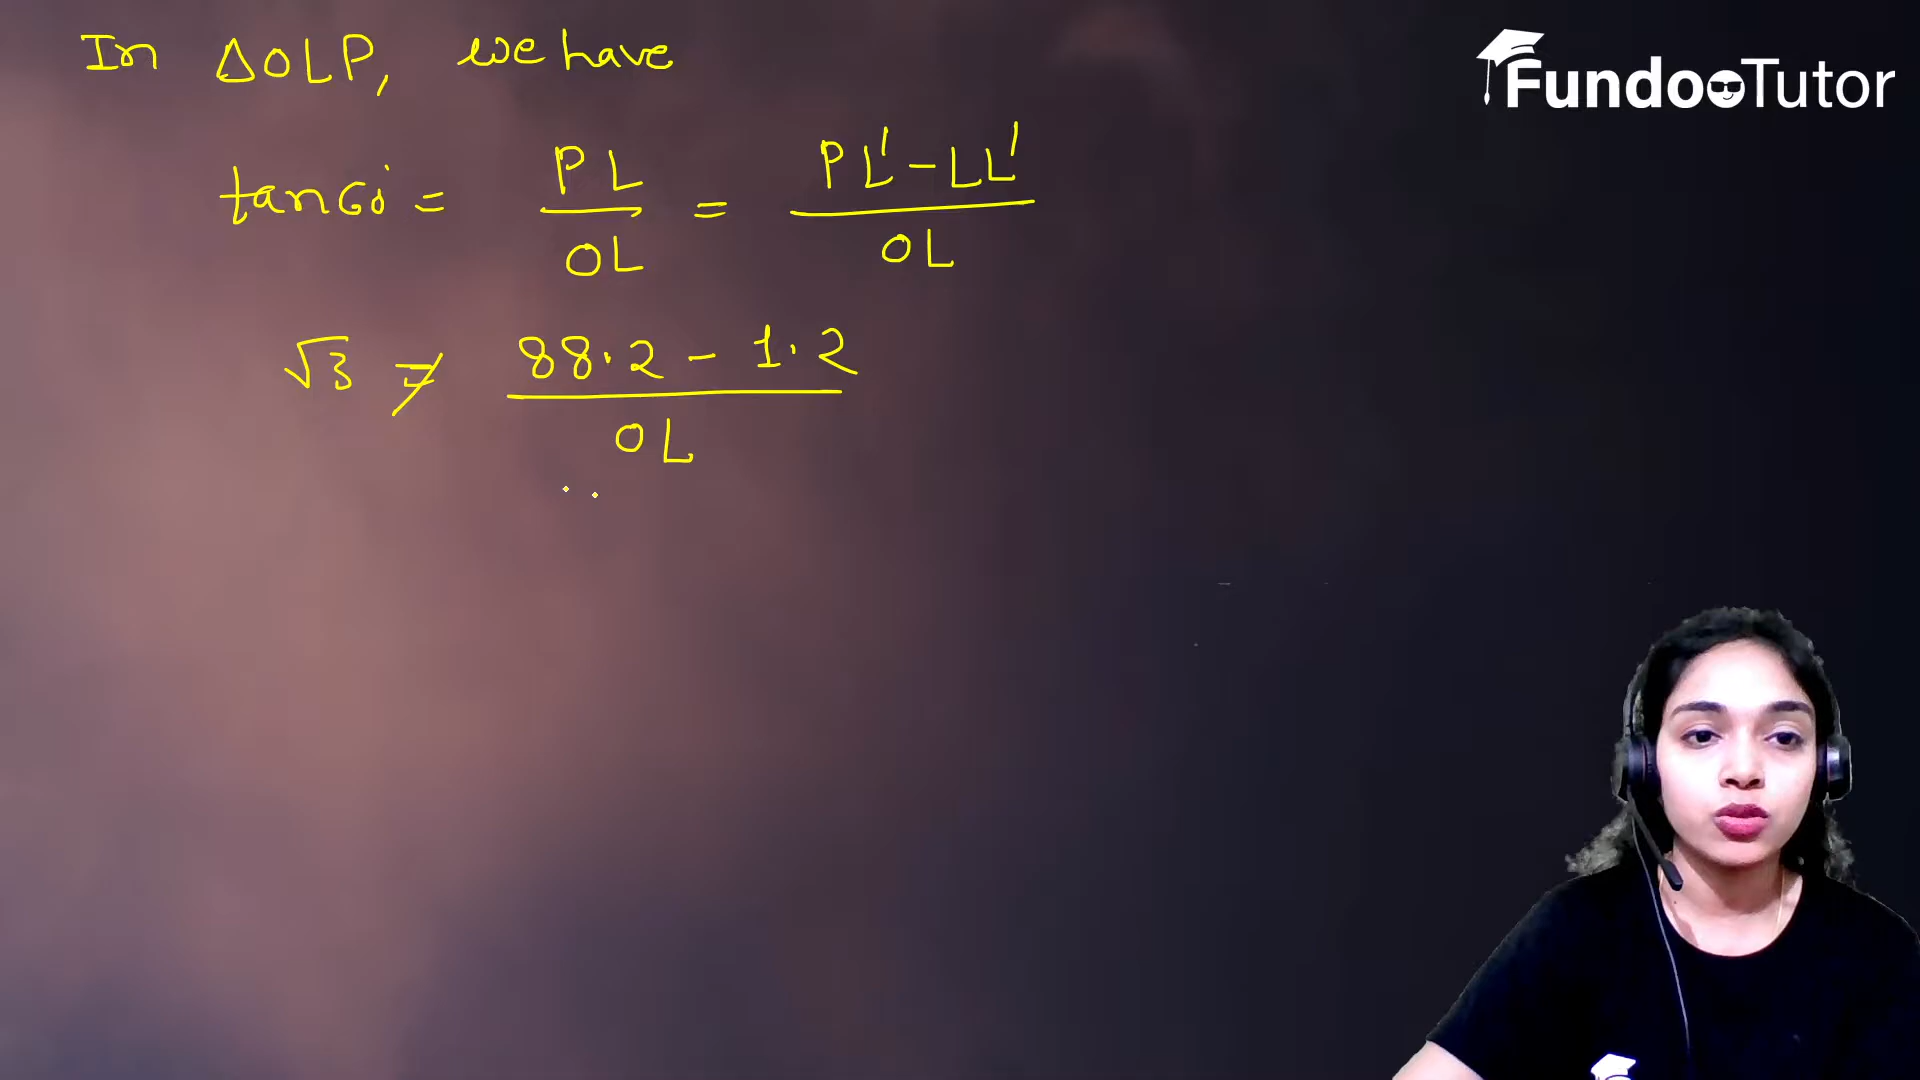 In ΔOLP, we have
FundooTutor
tan60° = PL/OL = PL' - LL'/OL
√3 = 88.2 - 1.2/OL